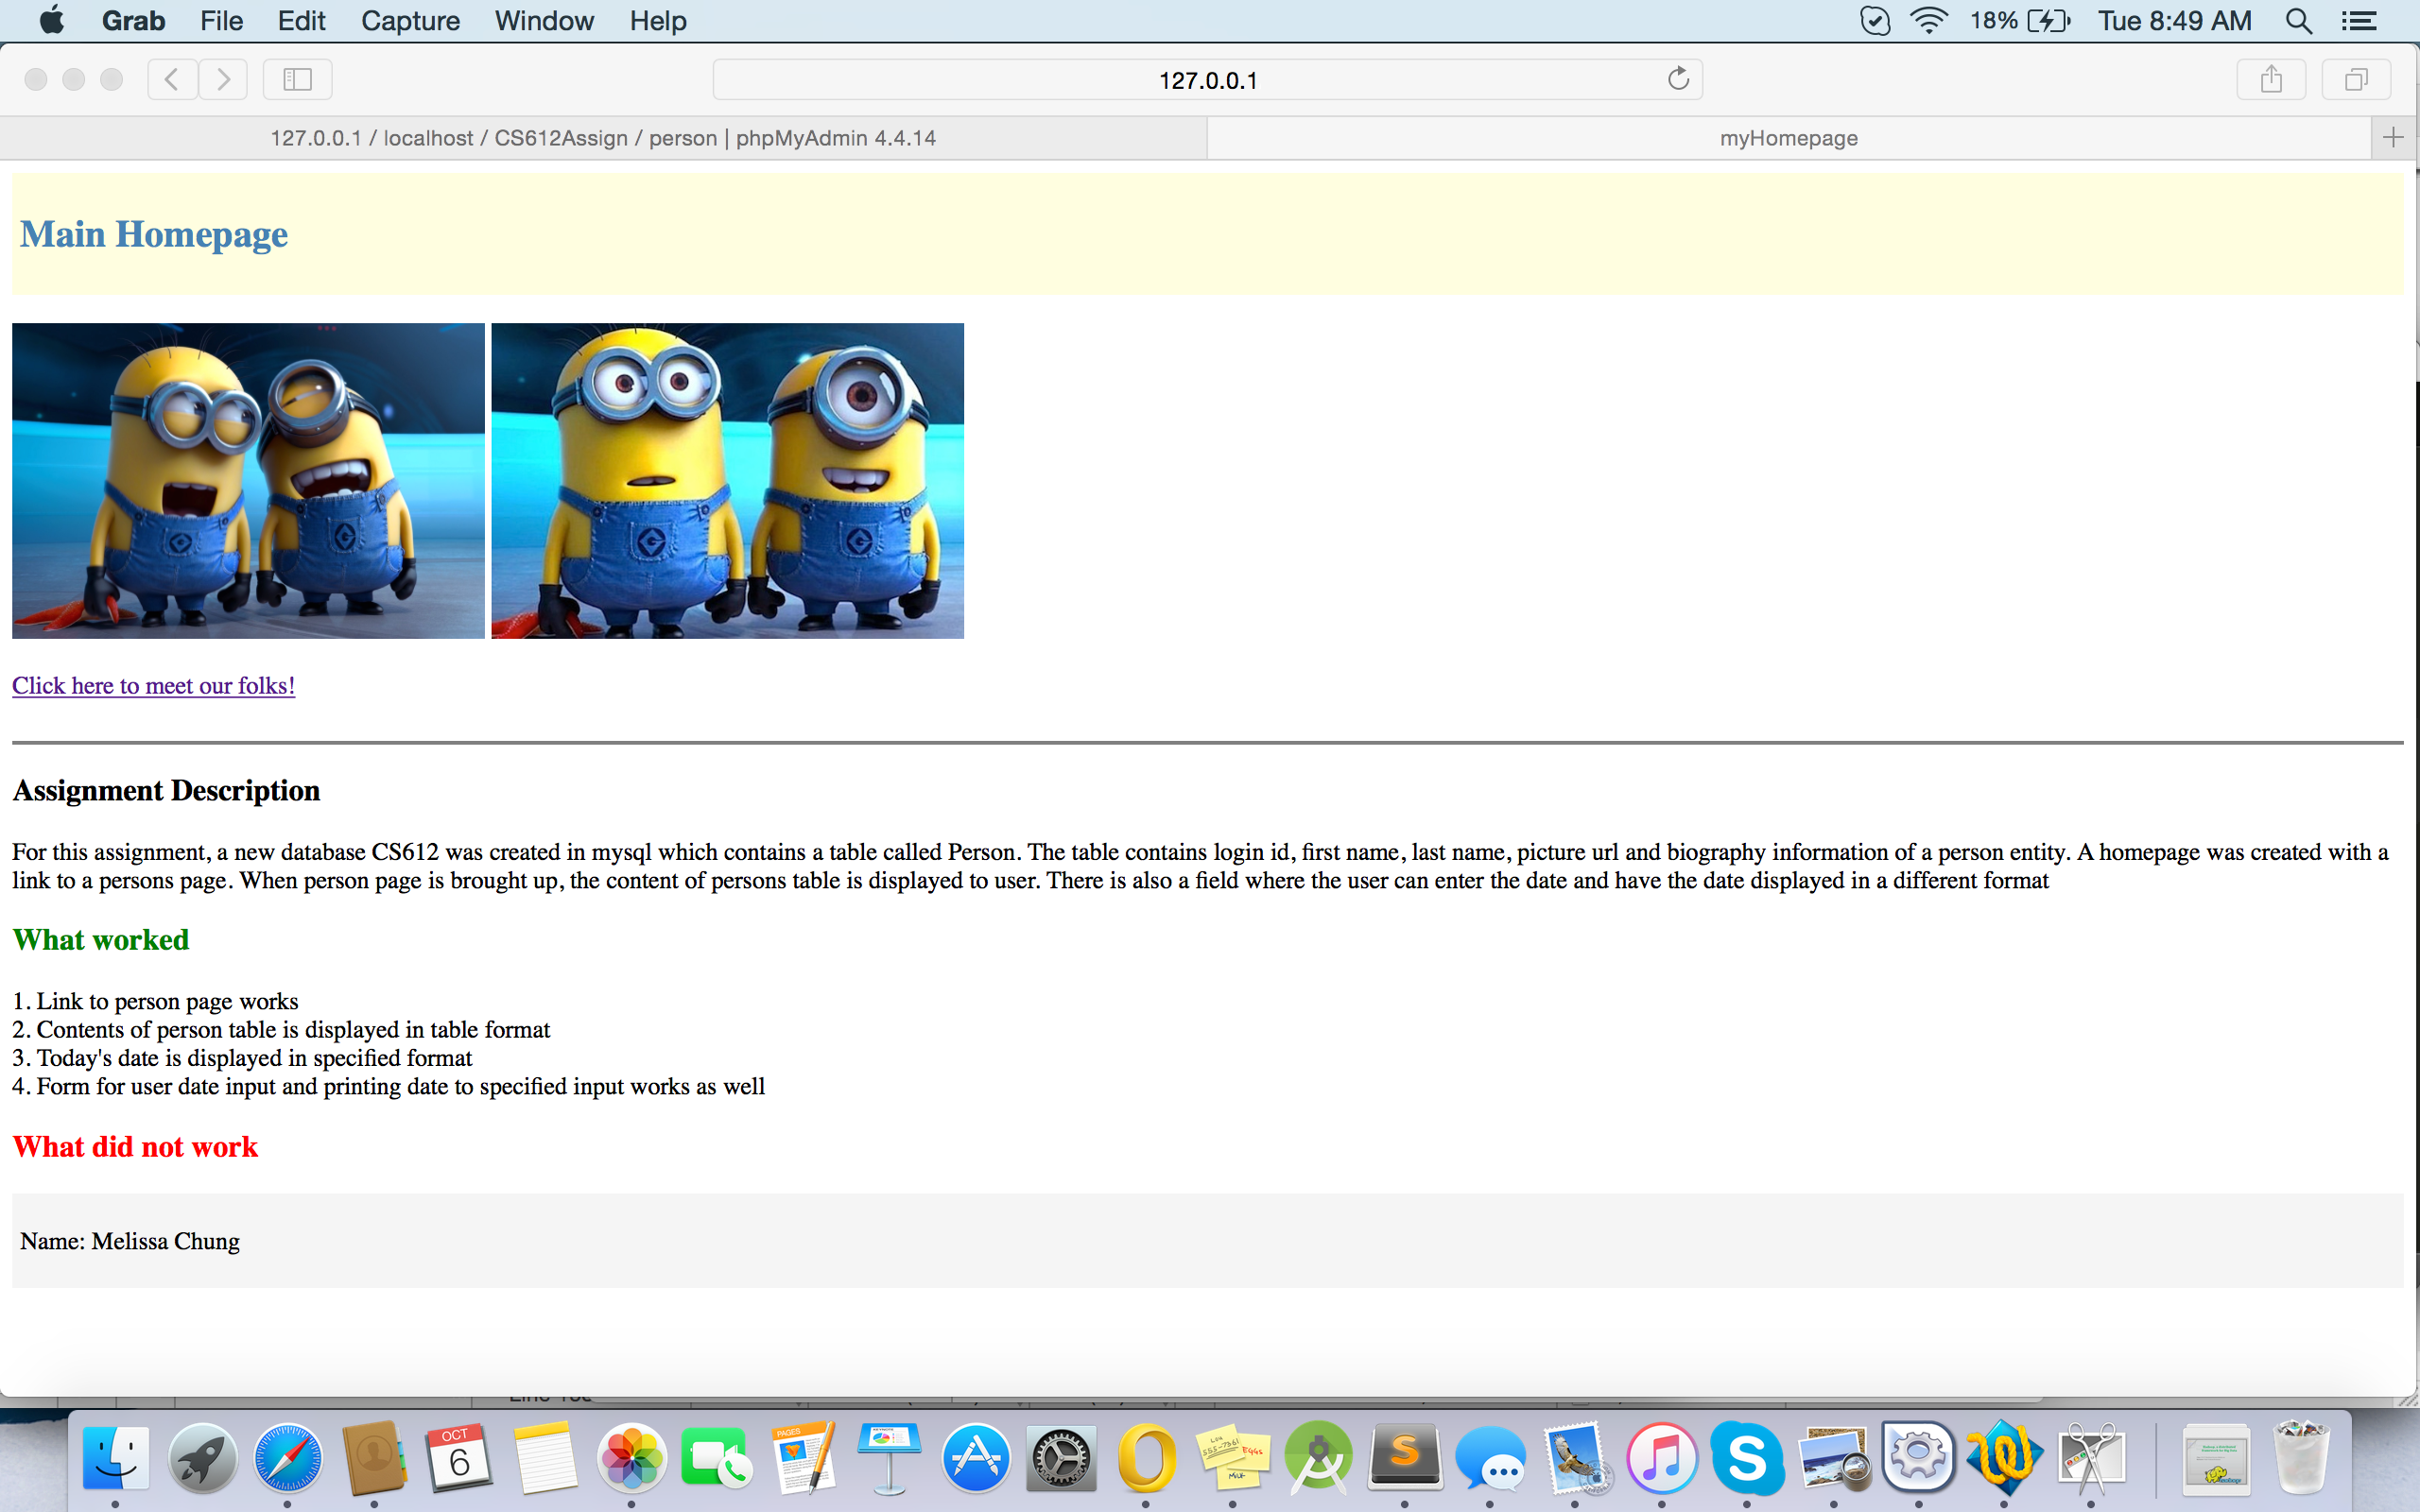 Grab File Edit Capture Window Help 18% Tue 8:49 AM
127.0.0.1
127.0.0.1 / localhost / CS612Assign / person | phpMyAdmin 4.4.14 myHomepage
Main Homepage
Click here to meet our folks!
Assignment Description
For this assignment, a new database CS612 was created in mysql which contains a table called Person. The table contains login id, first name, last name, picture url and biography information of a person entity. A homepage was created with a
link to a persons page. When person page is brought up, the content of persons table is displayed to user. There is also a field where the user can enter the date and have the date displayed in a different format
What worked
1. Link to person page works
2. Contents of person table is displayed in table format
3. Today's date is displayed in specified format
4. Form for user date input and printing date to specified input works as well
What did not work
Name: Melissa Chung
OCT
6
PAGES
EGGS
MILK
S
S